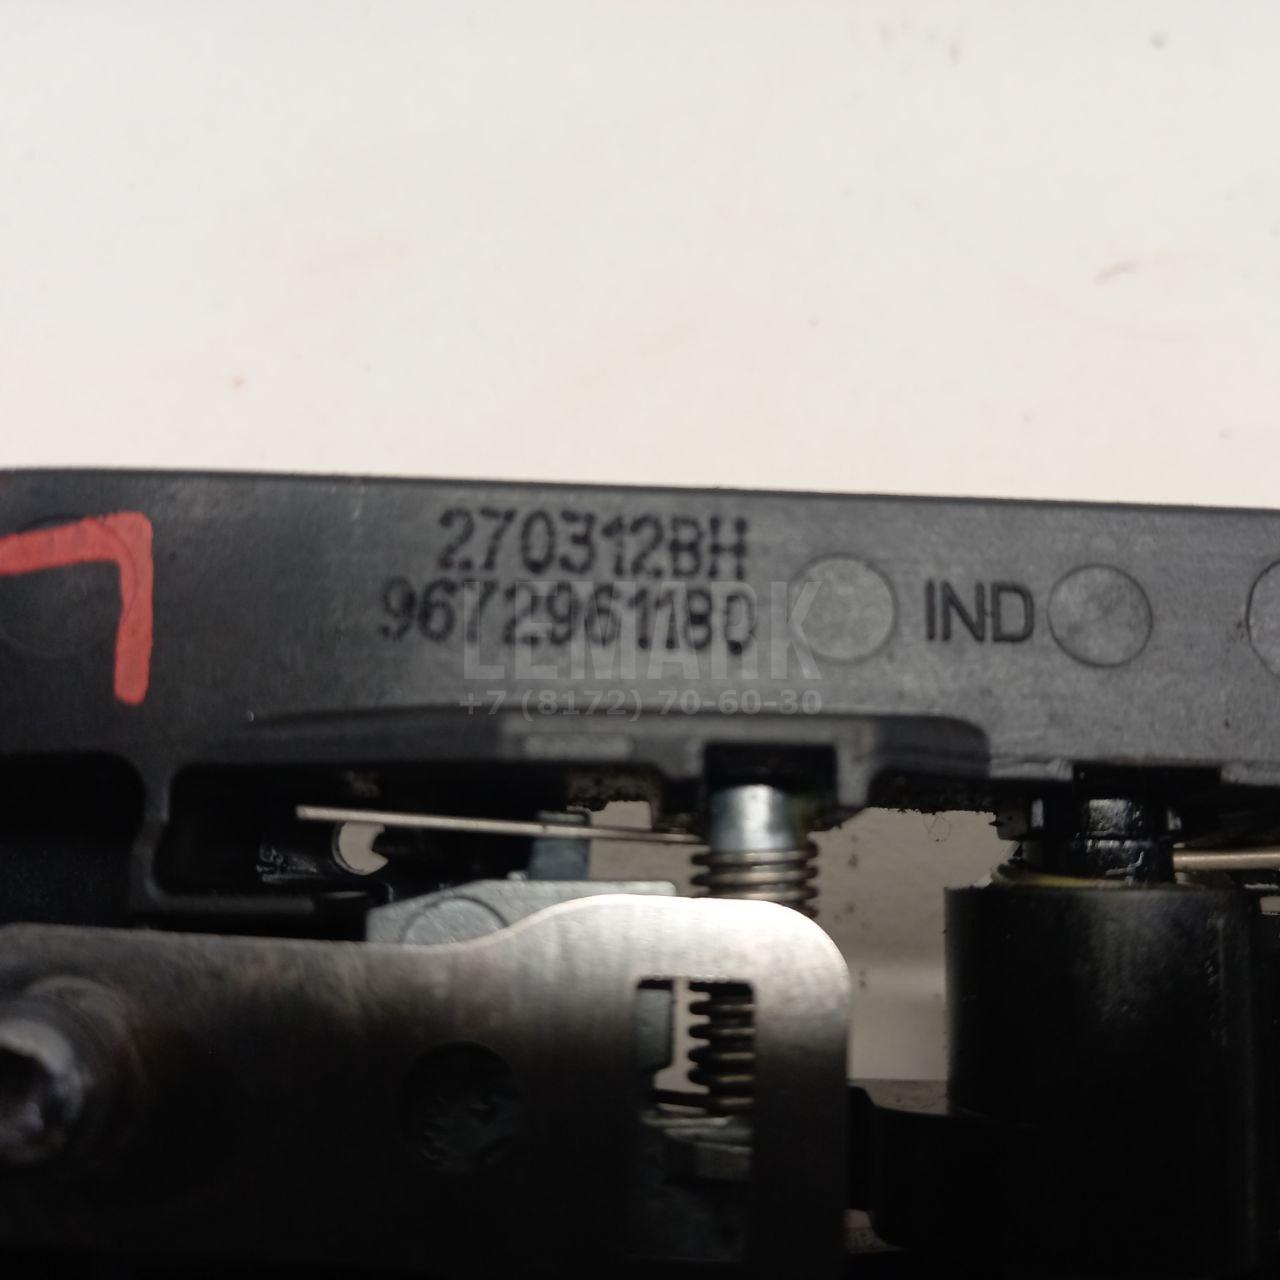 270312BH
9672961180 IND
LEMARK
+7 (8172) 70-60-30